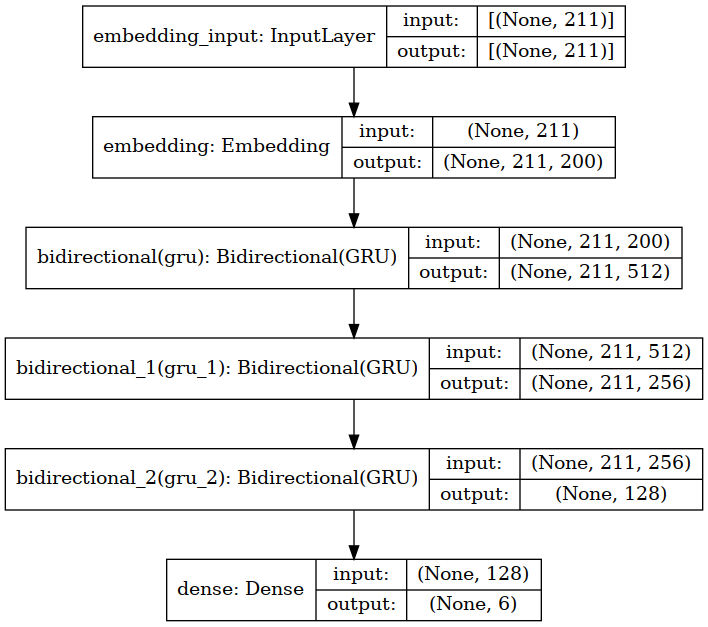 embedding_input: InputLayer
input: [(None, 211)]
output: [(None, 211)]
embedding: Embedding
input: (None, 211)
output: (None, 211, 200)
bidirectional(gru): Bidirectional(GRU)
input: (None, 211, 200)
output: (None, 211, 512)
bidirectional_1(gru_1): Bidirectional(GRU)
input: (None, 211, 512)
output: (None, 211, 256)
bidirectional_2(gru_2): Bidirectional(GRU)
input: (None, 211, 256)
output: (None, 128)
dense: Dense
input: (None, 128)
output: (None, 6)